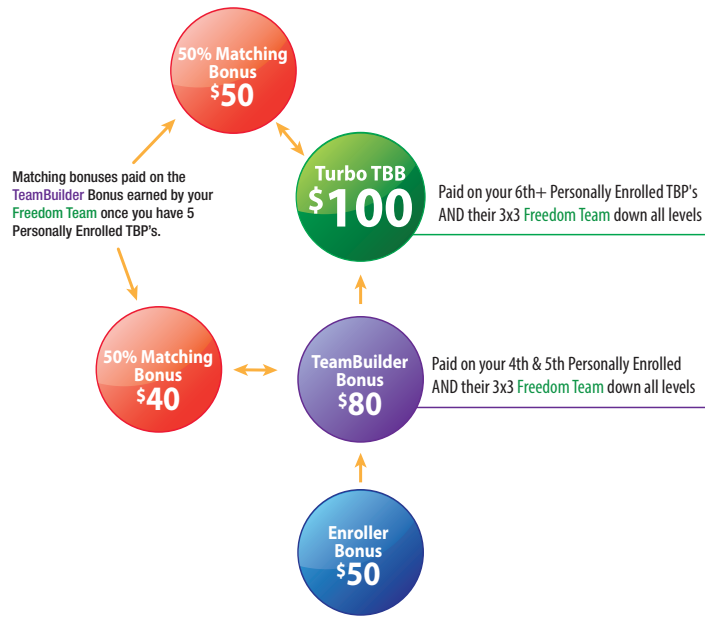 50% Matching
Bonus
$50
Matching bonuses paid on the
TeamBuilder Bonus earned by your
Freedom Team once you have 5
Personally Enrolled TBP's.
Turbo TBB
$100
Paid on your 6th+ Personally Enrolled TBP's
AND their 3x3 Freedom Team down all levels
50% Matching
Bonus
$40
TeamBuilder
Bonus
$80
Paid on your 4th & 5th Personally Enrolled
AND their 3x3 Freedom Team down all levels
Enroller
Bonus
$50